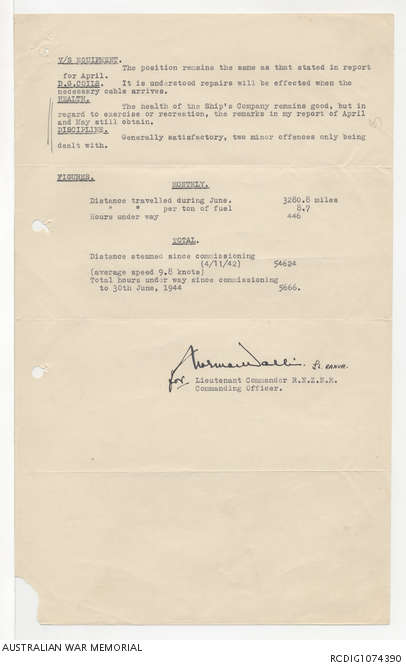 V/S EQUIPMENT.
The position remains the same as that stated in report
for April.
D.G.COILS. It is understood repairs will be effected when the
necessary cable arrives.
HEALTH.
The health of the Ship's Company remains good, but in
regard to exercise or recreation, the remarks in my report of April
and May still obtain.
DISCIPLINE.
Generally satisfactory, two minor offences only being
dealt with.
FIGURES.
MONTHLY.
Distance travelled during June. 3280.8 miles
" " per ton of fuel 8.7
Hours under way 446
TOTAL.
Distance steamed since commissioning
(4/11/42) 54624
(average speed 9.8 knots)
Total hours under way since commissioning
to 30th June, 1944 5666.
Norman Wallis. Lt. RANVR.
for Lieutenant Commander R.N.Z.N.R.
Commanding Officer.
AUSTRALIAN WAR MEMORIAL
RCDIG1074390